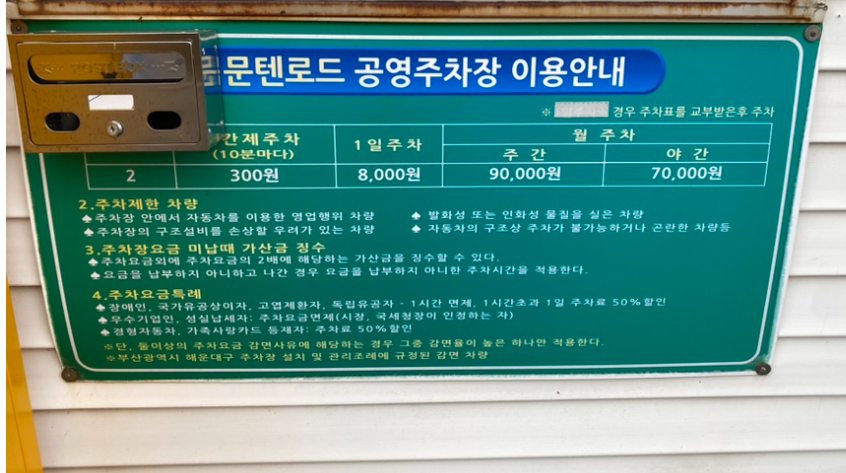 문텐로드 공영주차장 이용안내
※ 경우 주차표를 교부받은후 주차
간제주차 1일주차 월 주차
(10분마다) 주 간 야 간
2 300원 8,000원 90,000원 70,000원
2.주차제한 차량
♠주차장 안에서 자동차를 이용한 영업행위 차량 ♠ 발화성 또는 인화성 물질을 실은 차량
♠주차장의 구조설비를 손상할 우려가 있는 차량 ♠ 자동차의 구조상 주차가 불가능하거나 곤란한 차량등
3.주차장요금 미납때 가산금 징수
♠주차요금외에 주차요금의 2배에 해당하는 가산금을 징수할 수 있다.
♠요금을 납부하지 아니하고 나간 경우 요금을 납부하지 아니한 주차시간을 적용한다.
4.주차요금특례
♠장애인, 국가유공상이자, 고엽제환자, 독립유공자 - 1시간 면제, 1시간초과 1일 주차료 50%할인
♠우수기업인, 성실납세자: 주차요금면제(시장, 국세청장이 인정하는 자)
♠경형자동차, 가족사랑카드 등재자: 주차료 50%할인
※단, 둘이상의 주차요금 감면사유에 해당하는 경우 그중 감면율이 높은 하나만 적용한다.
※부산광역시 해운대구 주차장 설치 및 관리조례에 규정된 감면 차량